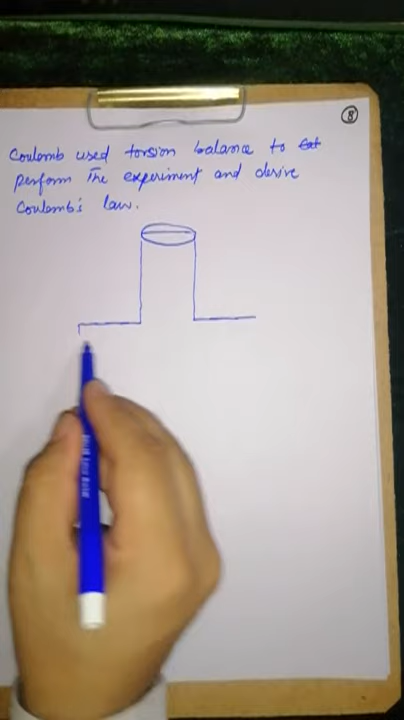 8
Coulomb used torsion balance to
perform The experiment and derive
Coulomb's law.